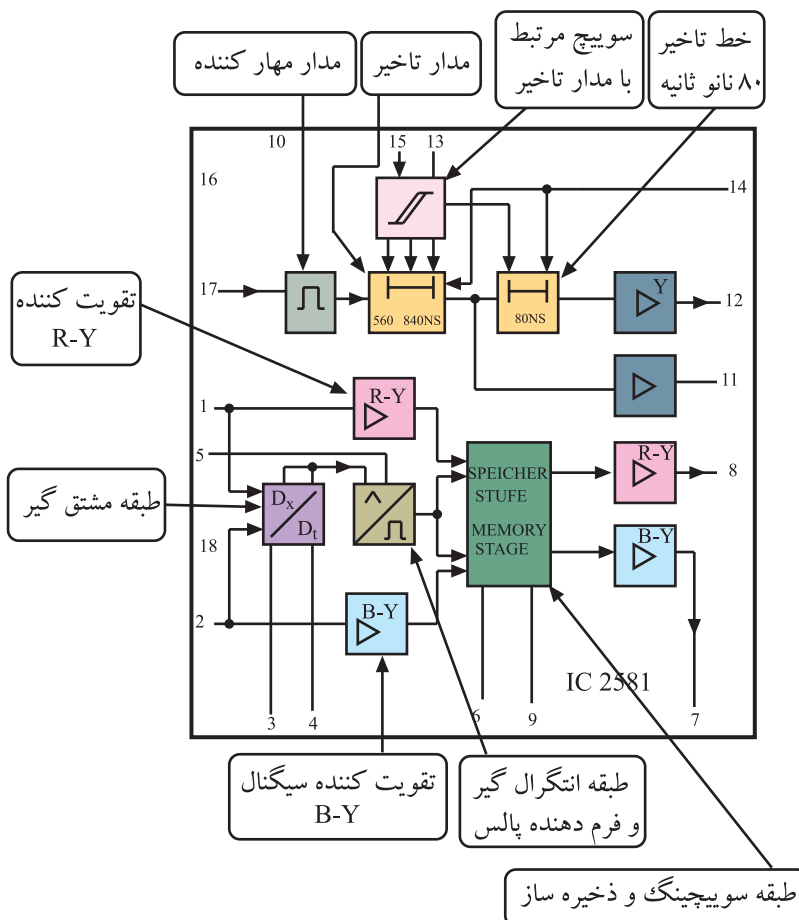 مدار مهار کننده
مدار تاخیر
سوییچ مرتبط
با مدار تاخیر
خط تاخیر
۸۰ نانو ثانیه
10
15
13
16
14
17
560 840NS
80NS
Y
12
11
تقویت کننده
R-Y
1
R-Y
5
SPEICHER
STUFE
MEMORY
STAGE
R-Y
8
طبقه مشتق گیر
Dx
Dt
18
B-Y
2
B-Y
IC 2581
3
4
6
9
7
تقویت کننده سیگنال
B-Y
طبقه انتگرال گیر
و فرم دهنده پالس
طبقه سوییچینگ و ذخیره ساز